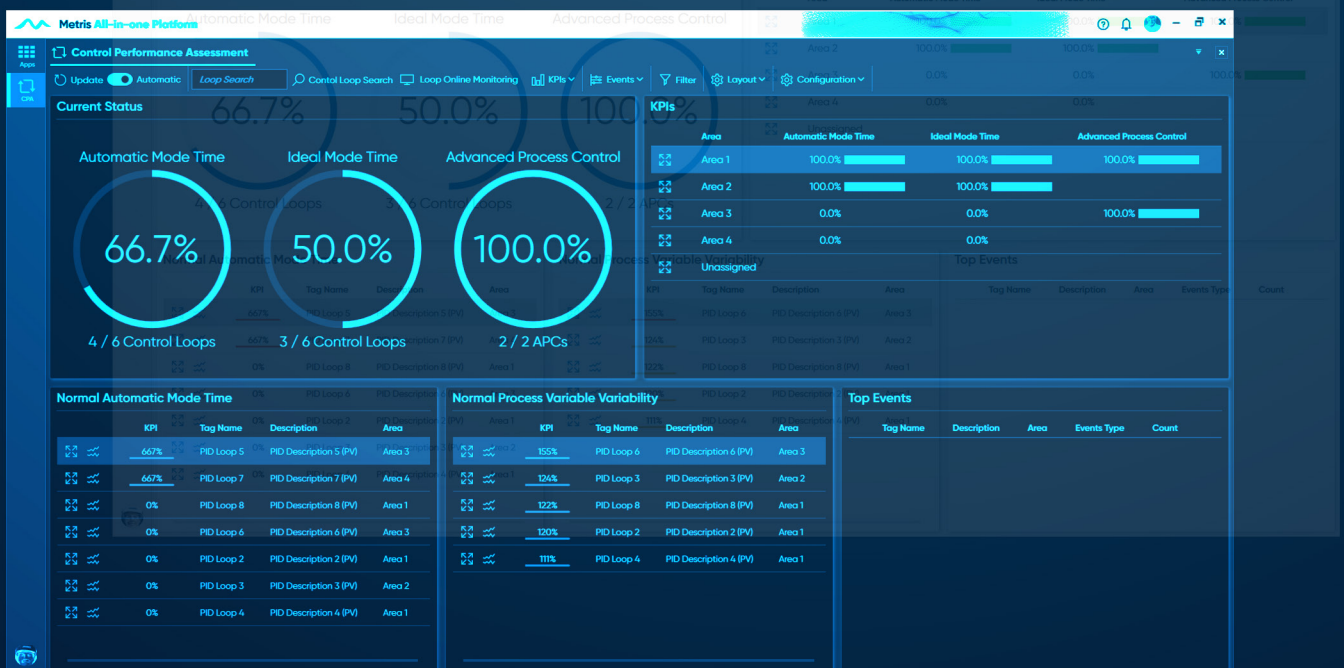 Metris All-in-one Platform
Apps
CPA
Control Performance Assessment
Update Automatic Loop Search Contol Loop Search Loop Online Monitoring KPIs Events Filter Layout Configuration
Current Status
Automatic Mode Time Ideal Mode Time Advanced Process Control
66.7% 50.0% 100.0%
4 / 6 Control Loops 3 / 6 Control Loops 2 / 2 APCs
KPIs
Area Automatic Mode Time Ideal Mode Time Advanced Process Control
Area 1 100.0% 100.0% 100.0%
Area 2 100.0% 100.0%
Area 3 0.0% 0.0% 100.0%
Area 4 0.0% 0.0%
Unassigned
Normal Automatic Mode Time
KPI Tag Name Description Area
667% PID Loop 5 PID Description 5 (PV) Area 3
667% PID Loop 7 PID Description 7 (PV) Area 4
0% PID Loop 8 PID Description 8 (PV) Area 1
0% PID Loop 6 PID Description 6 (PV) Area 3
0% PID Loop 2 PID Description 2 (PV) Area 1
0% PID Loop 3 PID Description 3 (PV) Area 2
0% PID Loop 4 PID Description 4 (PV) Area 1
Normal Process Variable Variability
KPI Tag Name Description Area
155% PID Loop 6 PID Description 6 (PV) Area 3
124% PID Loop 3 PID Description 3 (PV) Area 2
122% PID Loop 8 PID Description 8 (PV) Area 1
120% PID Loop 2 PID Description 2 (PV) Area 1
111% PID Loop 4 PID Description 4 (PV) Area 1
Top Events
Tag Name Description Area Events Type Count